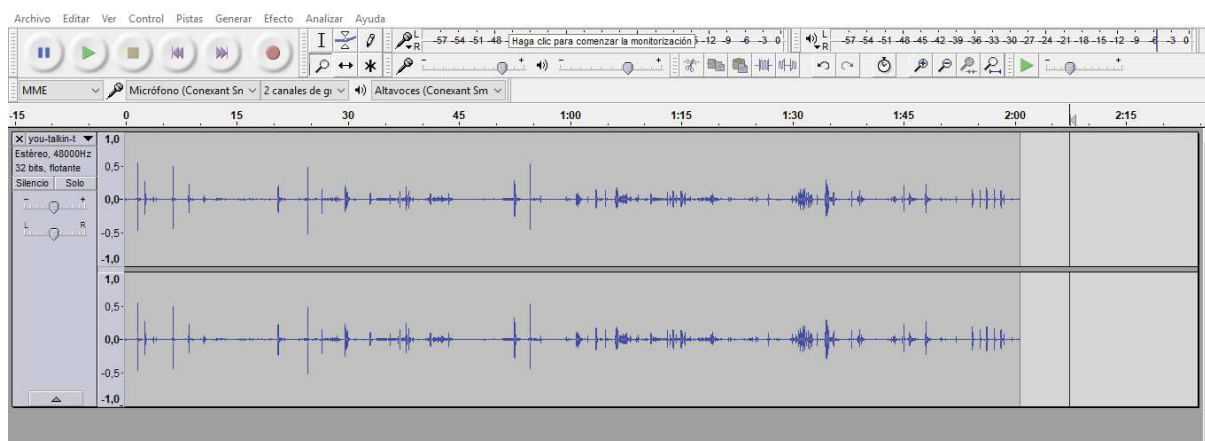 Archivo Editar Ver Control Pistas Generar Efecto Analizar Ayuda
L
R
-57 -54 -51 -48 Haga clic para comenzar la monitorización -12 -9 -6 -3 0
L
R
-57 -54 -51 -48 -45 -42 -39 -36 -33 -30 -27 -24 -21 -18 -15 -12 -9 -6 -3 0
MME Micrófono (Conexant Sn 2 canales de gi Altavoces (Conexant Sm
-15 0 15 30 45 1:00 1:15 1:30 1:45 2:00 2:15
you-talkin-t
Estéreo, 48000Hz
32 bits, flotante
Silencio Solo
- +
L R
1,0
0,5
0,0
-0,5
-1,0
1,0
0,5
0,0
-0,5
-1,0